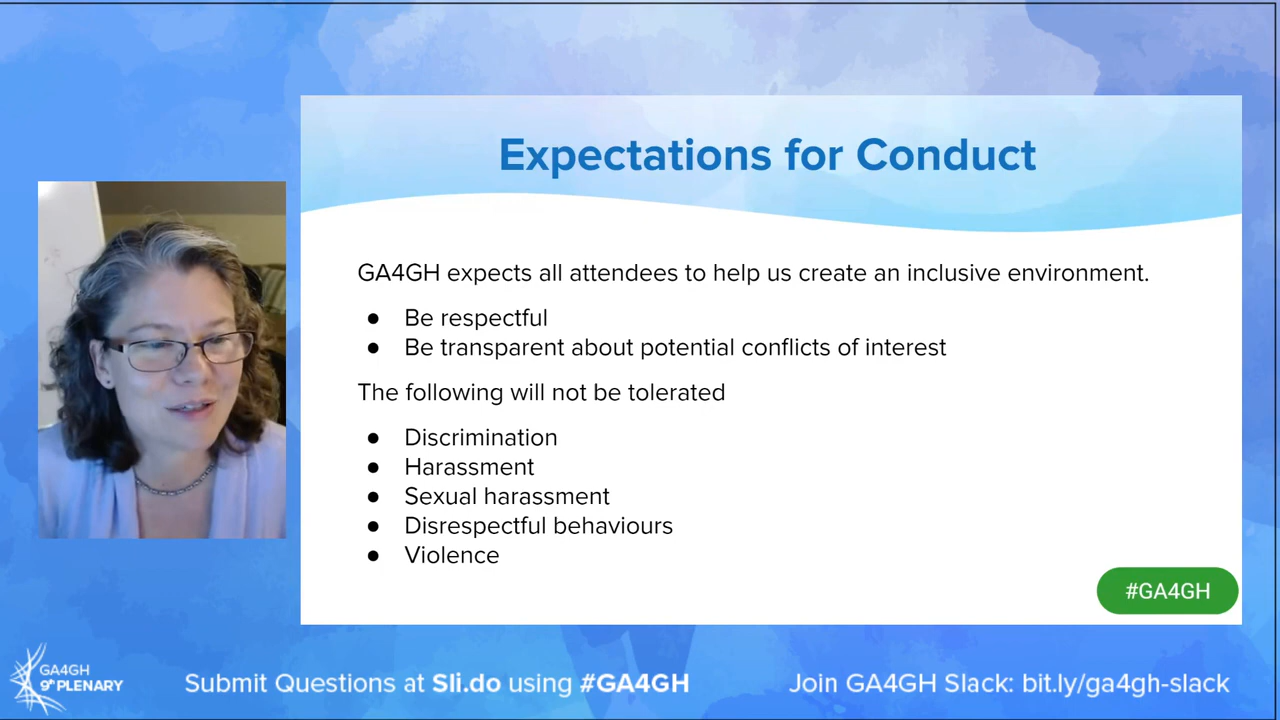 Expectations for Conduct
GA4GH expects all attendees to help us create an inclusive environment.
● Be respectful
● Be transparent about potential conflicts of interest
The following will not be tolerated
● Discrimination
● Harassment
● Sexual harassment
● Disrespectful behaviours
● Violence
#GA4GH
GA4GH
9th PLENARY
Submit Questions at Sli.do using #GA4GH
Join GA4GH Slack: bit.ly/ga4gh-slack